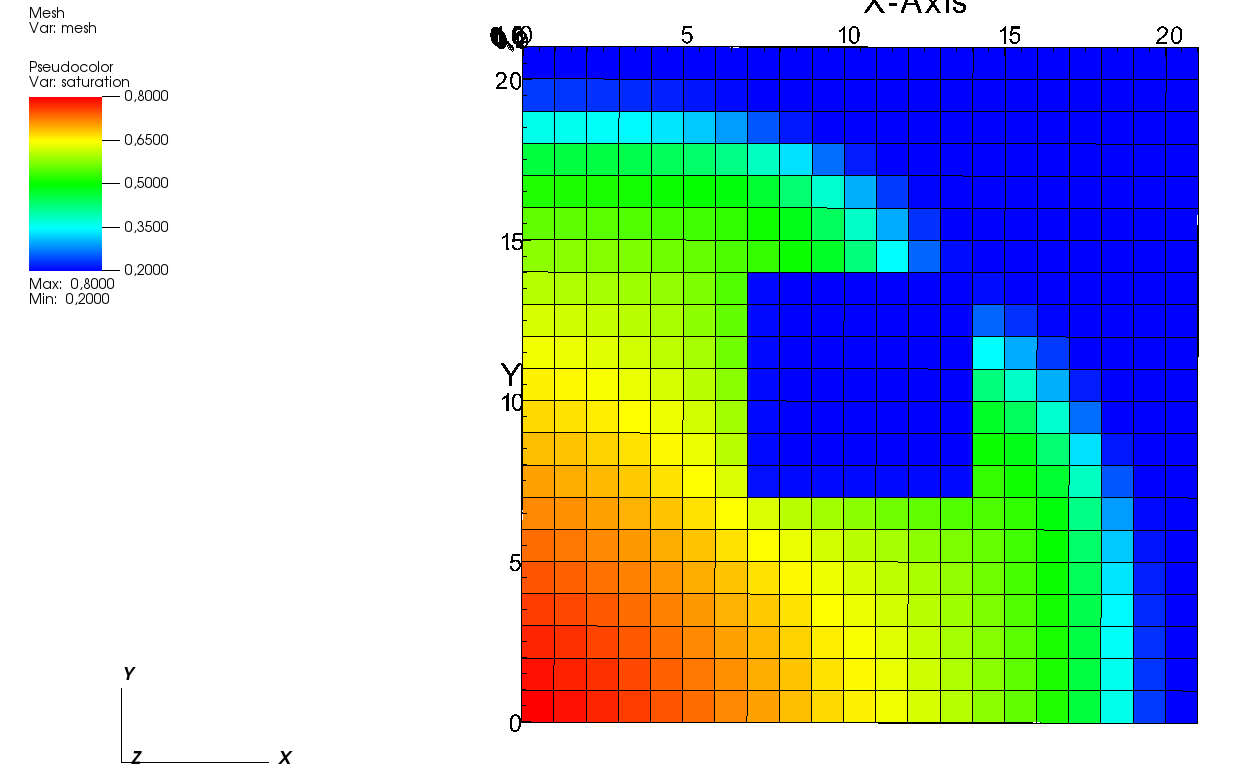 Mesh
Var: mesh
Pseudocolor
Var: saturation
0,8000
0,6500
0,5000
0,3500
0,2000
Max: 0,8000
Min: 0,2000
X-Axis
5 10 15 20
20
15
Y
10
5
0
Y
Z X